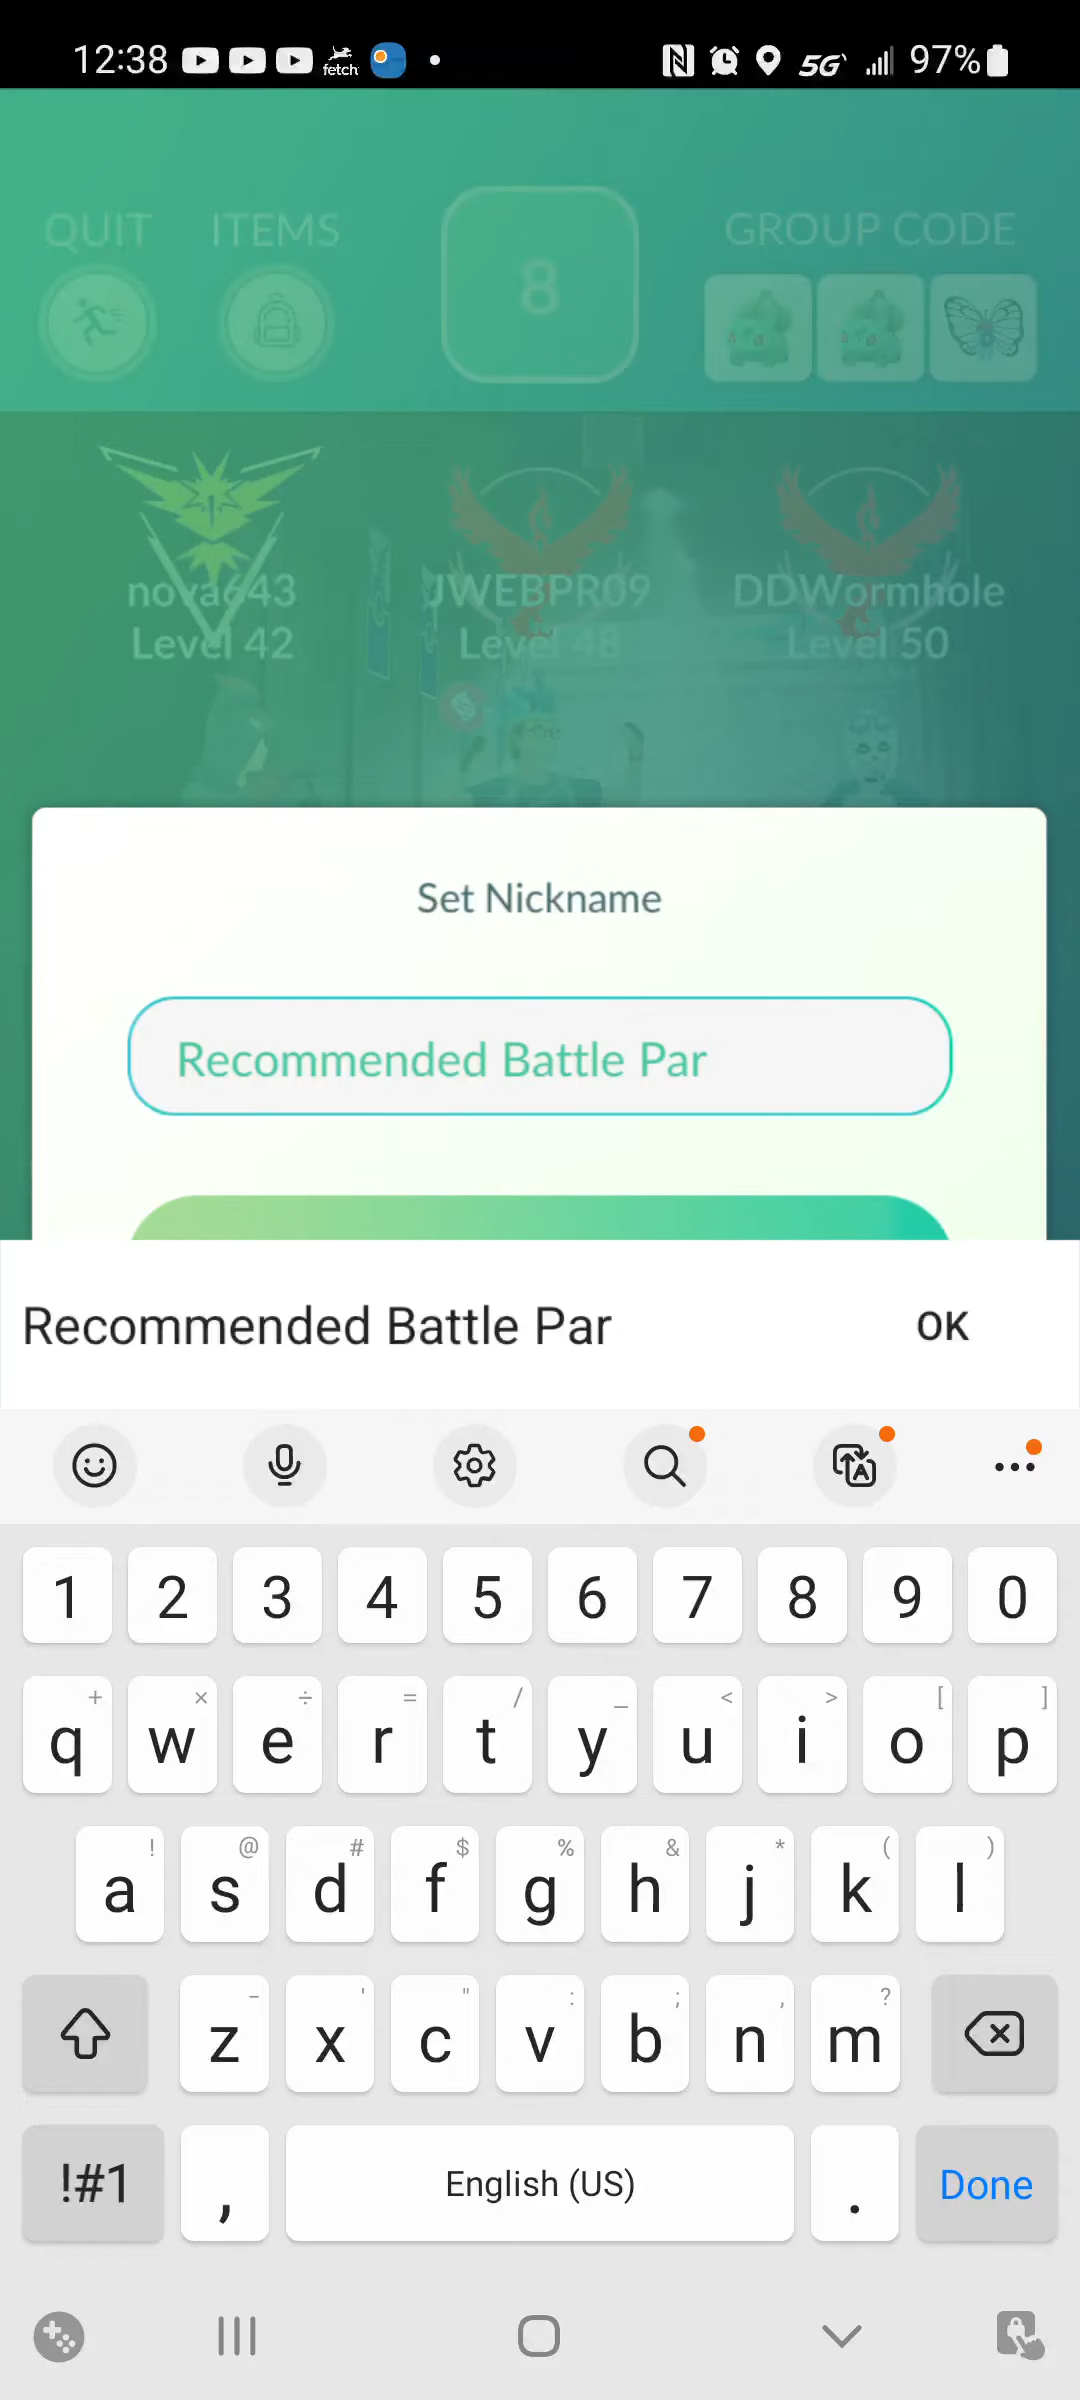 12:38 fetch 5G 97%
QUIT ITEMS GROUP CODE
8
nova643 JWEBPR09 DDWormhole
Level 42 Level 48 Level 50
Set Nickname
Recommended Battle Par
Recommended Battle Par OK
1 2 3 4 5 6 7 8 9 0
+ × ÷ = / _ < > [ ]
q w e r t y u i o p
! @ # $ % & * ( )
a s d f g h j k l
- ' " : ; , ?
z x c v b n m
!#1 , English (US) . Done